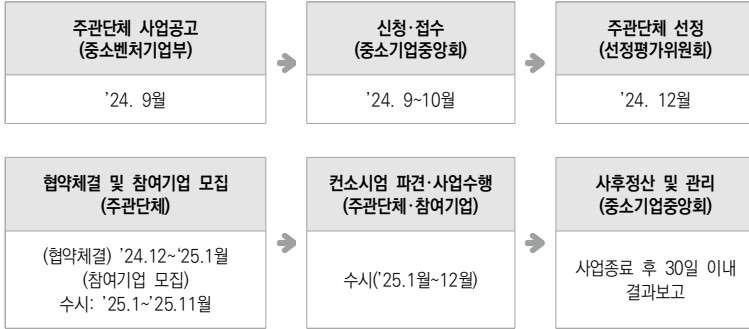 주관단체 사업공고
(중소벤처기업부)
’24. 9월
신청·접수
(중소기업중앙회)
’24. 9~10월
주관단체 선정
(선정평가위원회)
’24. 12월
협약체결 및 참여기업 모집
(주관단체)
(협약체결) ’24.12~‘25.1월
(참여기업 모집)
수시: ’25.1~’25.11월
컨소시엄 파견·사업수행
(주관단체·참여기업)
수시(’25.1월~12월)
사후정산 및 관리
(중소기업중앙회)
사업종료 후 30일 이내
결과보고